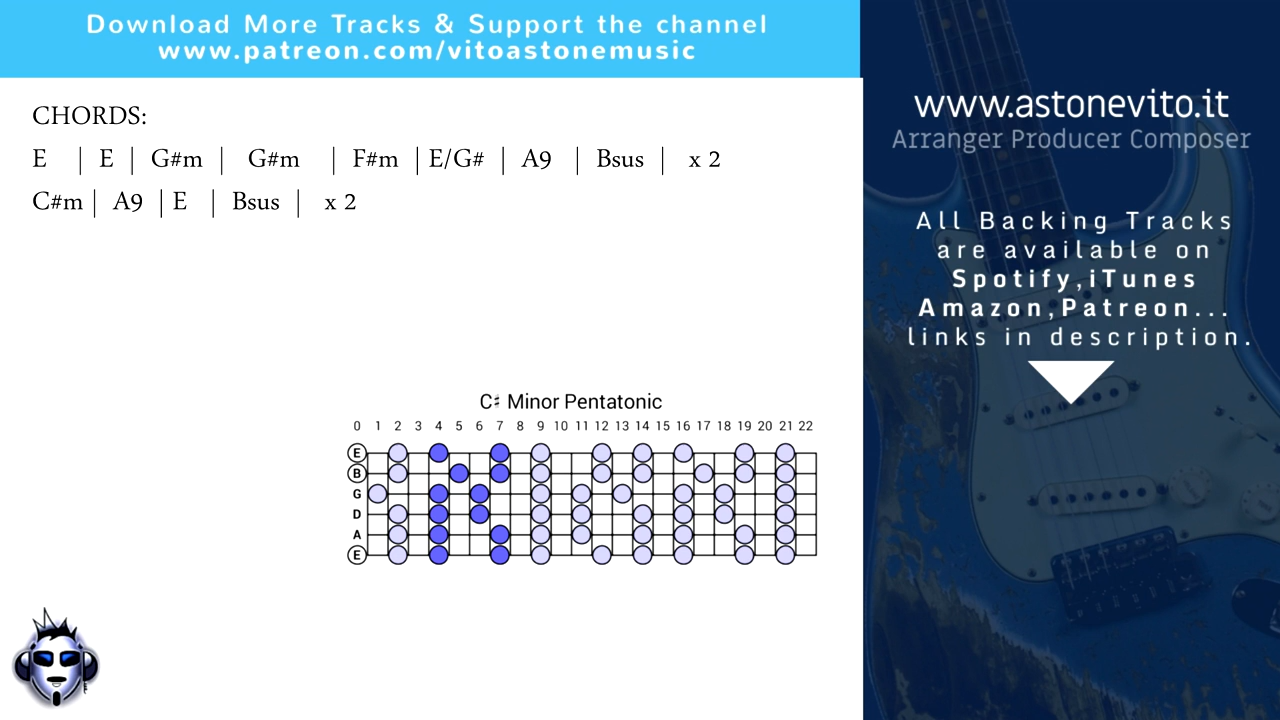 Download More Tracks & Support the channel
www.patreon.com/vitoastonemusic
CHORDS:
E | E | G#m | G#m | F#m | E/G# | A9 | Bsus | x 2
C#m | A9 | E | Bsus | x 2
C♯ Minor Pentatonic
0 1 2 3 4 5 6 7 8 9 10 11 12 13 14 15 16 17 18 19 20 21 22
E
B
G
D
A
E
www.astonevito.it
Arranger Producer Composer
All Backing Tracks
are available on
Spotify,iTunes
Amazon,Patreon...
links in description.